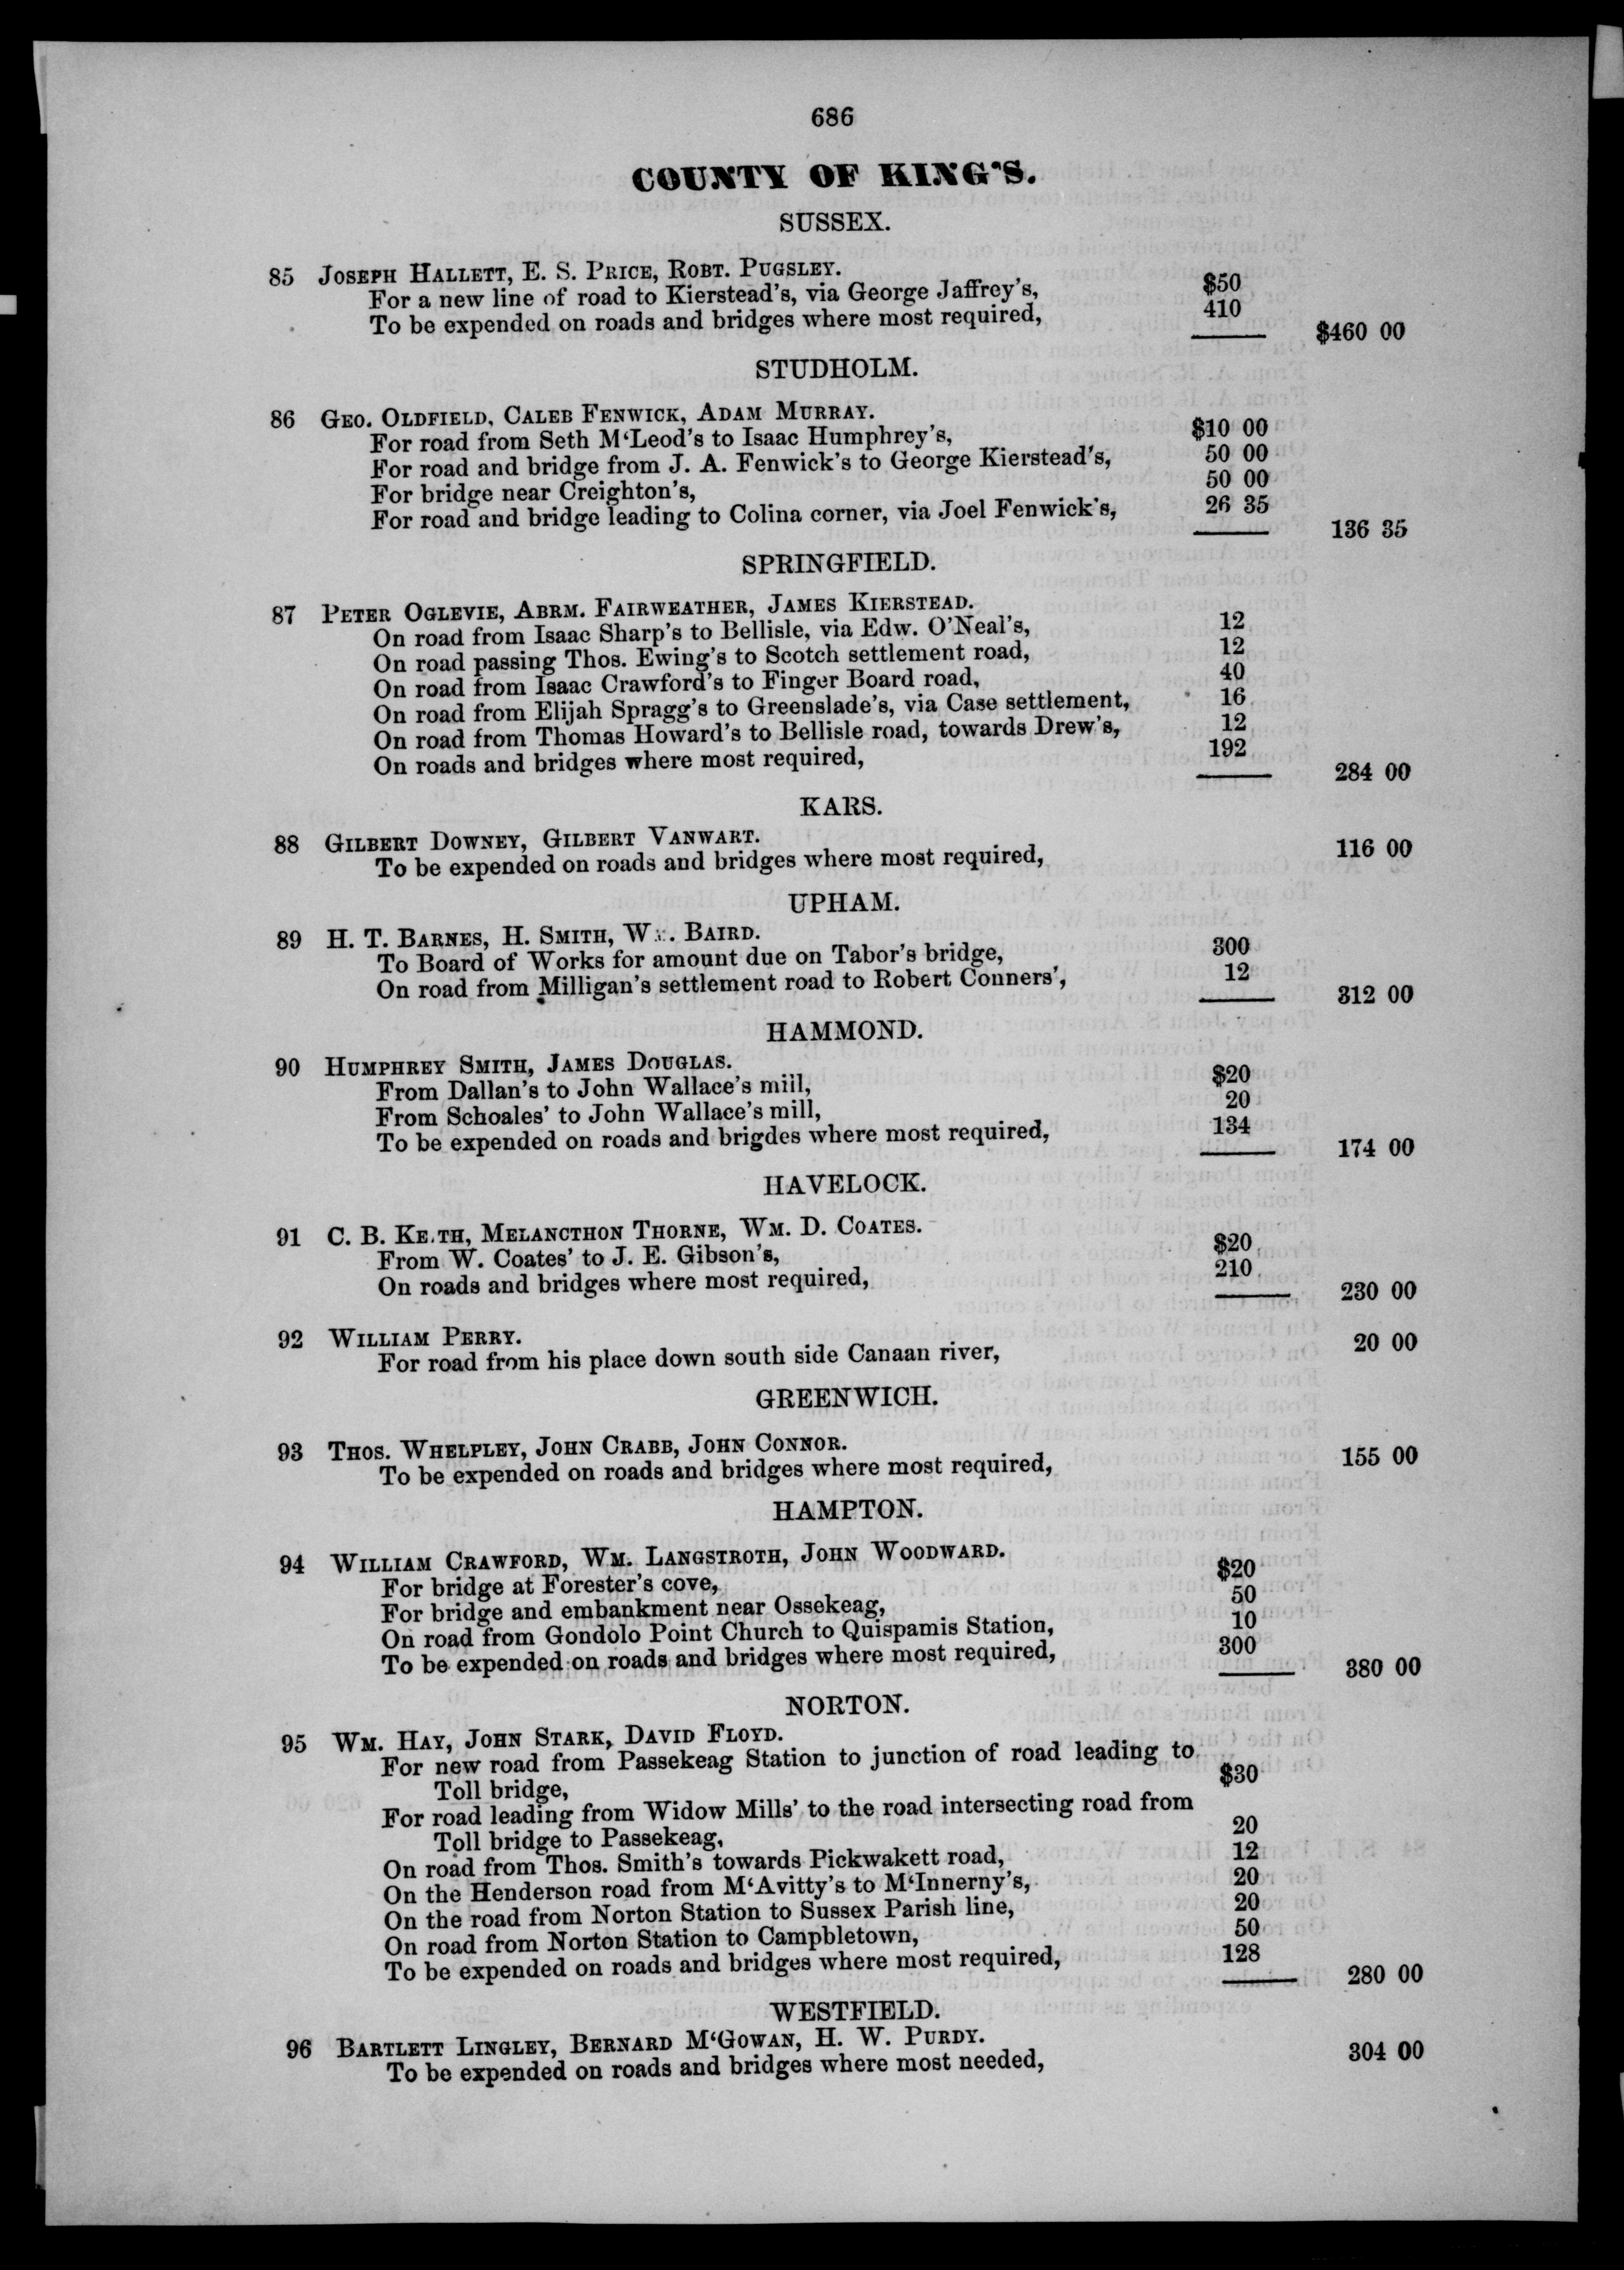 686
COUNTY OF KING'S.
SUSSEX.
85 JOSEPH HALLETT, E. S. PRICE, ROBT. PUGSLEY.
For a new line of road to Kierstead's, via George Jaffrey's, $50
To be expended on roads and bridges where most required, 410
$460 00
STUDHOLM.
86 GEO. OLDFIELD, CALEB FENWICK, ADAM MURRAY.
For road from Seth M'Leod's to Isaac Humphrey's, $10 00
For road and bridge from J. A. Fenwick's to George Kierstead's, 50 00
For bridge near Creighton's, 50 00
For road and bridge leading to Colina corner, via Joel Fenwick's, 26 35
136 35
SPRINGFIELD.
87 PETER OGLEVIE, ABRM. FAIRWEATHER, JAMES KIERSTEAD.
On road from Isaac Sharp's to Bellisle, via Edw. O'Neal's, 12
On road passing Thos. Ewing's to Scotch settlement road, 12
On road from Isaac Crawford's to Finger Board road, 40
On road from Elijah Spragg's to Greenslade's, via Case settlement, 16
On road from Thomas Howard's to Bellisle road, towards Drew's, 12
On roads and bridges where most required, 192
284 00
KARS.
88 GILBERT DOWNEY, GILBERT VANWART.
To be expended on roads and bridges where most required, 116 00
UPHAM.
89 H. T. BARNES, H. SMITH, W . BAIRD.
To Board of Works for amount due on Tabor's bridge, 300
On road from Milligan's settlement road to Robert Conners', 12
312 00
HAMMOND.
90 HUMPHREY SMITH, JAMES DOUGLAS.
From Dallan's to John Wallace's miil, $20
From Schoales' to John Wallace's mill, 20
To be expended on roads and brigdes where most required, 134
174 00
HAVELOCK.
91 C. B. KE.TH, MELANCTHON THORNE, WM. D. COATES.
From W. Coates' to J. E. Gibson's, $20
On roads and bridges where most required, 210
230 00
92 WILLIAM PERRY.
For road from his place down south side Canaan river, 20 00
GREENWICH.
93 THOS. WHELPLEY, JOHN CRABB, JOHN CONNOR.
To be expended on roads and bridges where most required, 155 00
HAMPTON.
94 WILLIAM CRAWFORD, WM. LANGSTROTH, JOHN WOODWARD.
For bridge at Forester's cove, $20
For bridge and embankment near Ossekeag, 50
On road from Gondolo Point Church to Quispamis Station, 10
To be expended on roads and bridges where most required, 300
380 00
NORTON.
95 WM. HAY, JOHN STARK, DAVID FLOYD.
For new road from Passekeag Station to junction of road leading to
Toll bridge, $30
For road leading from Widow Mills' to the road intersecting road from
Toll bridge to Passekeag, 20
On road from Thos. Smith's towards Pickwakett road, 12
On the Henderson road from M'Avitty's to M'Innerny's, 20
On the road from Norton Station to Sussex Parish line, 20
On road from Norton Station to Campbletown, 50
To be expended on roads and bridges where most required, 128
280 00
WESTFIELD.
96 BARTLETT LINGLEY, BERNARD M'GOWAN, H. W. PURDY.
To be expended on roads and bridges where most needed, 304 00